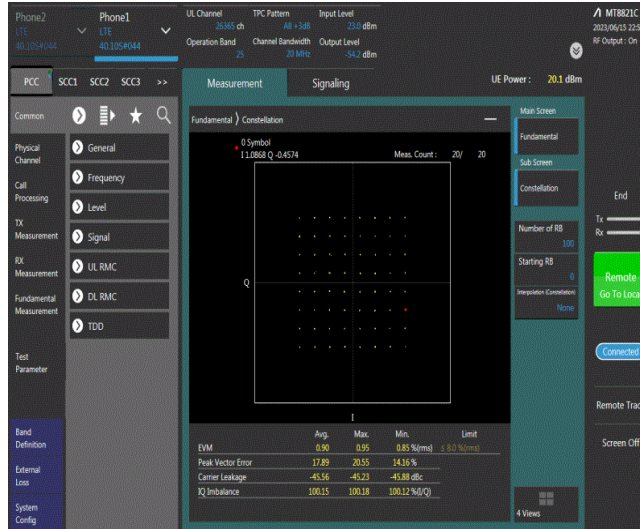 Phone2
LTE
40.105#044
Phone1
LTE
40.105#044
UL Channel
26365 ch
TPC Pattern
All +3dB
Input Level
23.0 dBm
Operation Band
25
Channel Bandwidth
20 MHz
Output Level
-54.2 dBm
MT8821C
2023/06/15 22:5
RF Output : On
PCC
SCC1
SCC2
SCC3
>>
Measurement
Signaling
UE Power : 20.1 dBm
Common
Physical
Channel
Call
Processing
TX
Measurement
RX
Measurement
Fundamental
Measurement
Test
Parameter
Band
Definition
External
Loss
System
Config
General
Frequency
Level
Signal
UL RMC
DL RMC
TDD
Fundamental > Constellation
0 Symbol
I 1.0868 Q -0.4574
Meas. Count : 20/ 20
Q
I
Avg. Max. Min. Limit
EVM 0.90 0.95 0.85 %(rms) ≤ 8.0 %(rms)
Peak Vector Error 17.89 20.55 14.16 %
Carrier Leakage -45.56 -45.23 -45.88 dBc
IQ Imbalance 100.15 100.18 100.12 %(I/Q)
Main Screen
Fundamental
Sub Screen
Constellation
Number of RB
100
Starting RB
0
Interpolation (Constellation)
None
4 Views
End
Tx
Rx
Remote
Go To Loca
Connected
Remote Trac
Screen Off